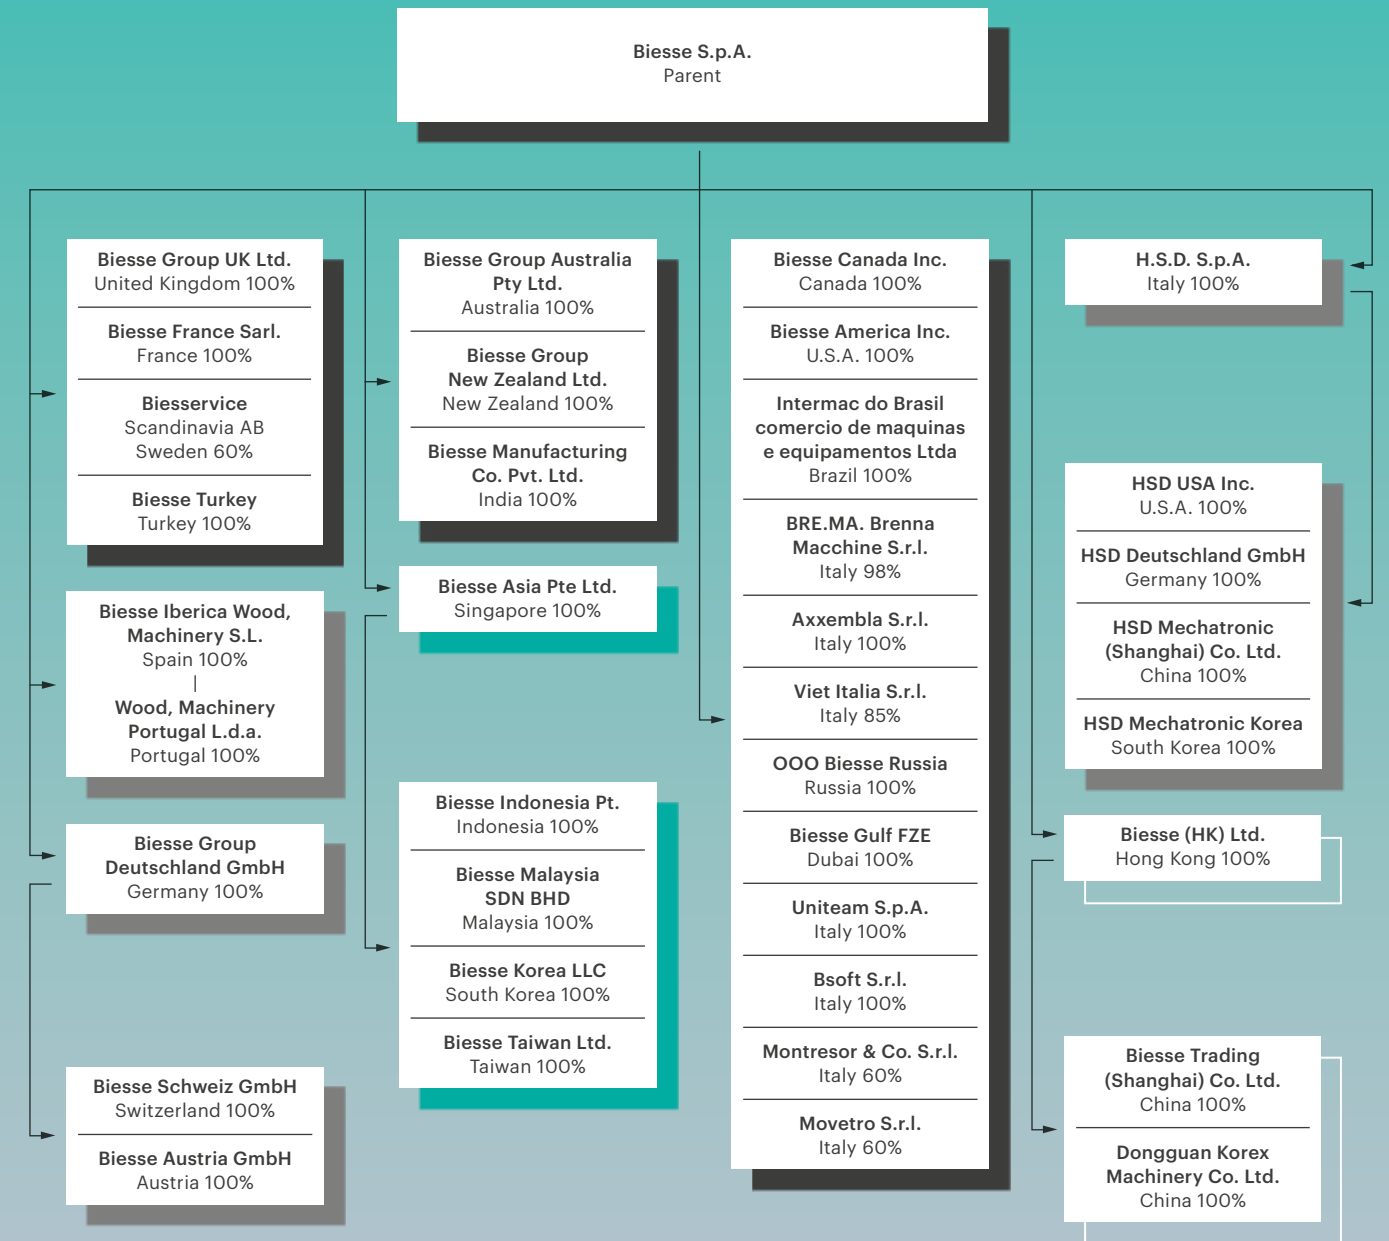 Biesse S.p.A.
Parent
Biesse Group UK Ltd.
United Kingdom 100%
Biesse France Sarl.
France 100%
Biesservice
Scandinavia AB
Sweden 60%
Biesse Turkey
Turkey 100%
Biesse Iberica Wood,
Machinery S.L.
Spain 100%
Wood, Machinery
Portugal L.d.a.
Portugal 100%
Biesse Group
Deutschland GmbH
Germany 100%
Biesse Schweiz GmbH
Switzerland 100%
Biesse Austria GmbH
Austria 100%
Biesse Group Australia
Pty Ltd.
Australia 100%
Biesse Group
New Zealand Ltd.
New Zealand 100%
Biesse Manufacturing
Co. Pvt. Ltd.
India 100%
Biesse Asia Pte Ltd.
Singapore 100%
Biesse Indonesia Pt.
Indonesia 100%
Biesse Malaysia
SDN BHD
Malaysia 100%
Biesse Korea LLC
South Korea 100%
Biesse Taiwan Ltd.
Taiwan 100%
Biesse Canada Inc.
Canada 100%
Biesse America Inc.
U.S.A. 100%
Intermac do Brasil
comercio de maquinas
e equipamentos Ltda
Brazil 100%
BRE.MA. Brenna
Macchine S.r.l.
Italy 98%
Axxembla S.r.l.
Italy 100%
Viet Italia S.r.l.
Italy 85%
OOO Biesse Russia
Russia 100%
Biesse Gulf FZE
Dubai 100%
Uniteam S.p.A.
Italy 100%
Bsoft S.r.l.
Italy 100%
Montresor & Co. S.r.l.
Italy 60%
Movetro S.r.l.
Italy 60%
H.S.D. S.p.A.
Italy 100%
HSD USA Inc.
U.S.A. 100%
HSD Deutschland GmbH
Germany 100%
HSD Mechatronic
(Shanghai) Co. Ltd.
China 100%
HSD Mechatronic Korea
South Korea 100%
Biesse (HK) Ltd.
Hong Kong 100%
Biesse Trading
(Shanghai) Co. Ltd.
China 100%
Dongguan Korex
Machinery Co. Ltd.
China 100%